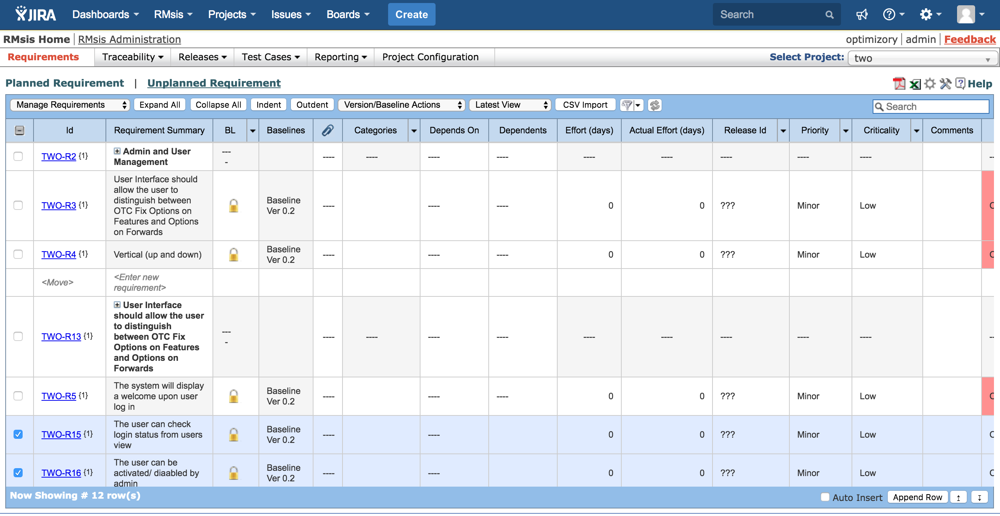 JIRA Dashboards RMsis Projects Issues Boards Create Search
RMsis Home RMsis Administration optimizory admin Feedback
Requirements Traceability Releases Test Cases Reporting Project Configuration Select Project: two
Planned Requirement | Unplanned Requirement Help
Manage Requirements Expand All Collapse All Indent Outdent Version/Baseline Actions Latest View CSV Import Search
Id Requirement Summary BL Baselines Categories Depends On Dependents Effort (days) Actual Effort (days) Release Id Priority Criticality Comments
TWO-R2 {1} Admin and User --- ---- ---- ---- ---- ---- ---- ---- ---- ---- --
Management -
User Interface should
allow the user to
distinguish between Baseline
TWO-R3 {1} ---- ---- ---- 0 0 ??? Minor Low
OTC Fix Options on Ver 0.2
Features and Options
on Forwards
Baseline
TWO-R4 {1} Vertical (up and down) ---- ---- ---- 0 0 ??? Minor Low
Ver 0.2
<Enter new
<Move>
requirement>
User Interface
should allow the user
to distinguish ---
TWO-R13 {1} between OTC Fix ---- ---- ---- ---- ---- ---- ---- ---- ---- --
- 
Options on Features
and Options on
Forwards
The system will display Baseline
TWO-R5 {1} a welcome upon user ---- ---- ---- 0 0 ??? Minor Low
log in Ver 0.2
The user can check Baseline
TWO-R15 {1} login status from users ---- ---- 0 0 ??? Minor Low
view Ver 0.2
The user can be Baseline
TWO-R16 {1} activated/ diaabled by ---- ---- 0 0 ??? Minor Low
admin Ver 0.2
Now Showing # 12 row(s) Auto Insert Append Row ↥ ↧